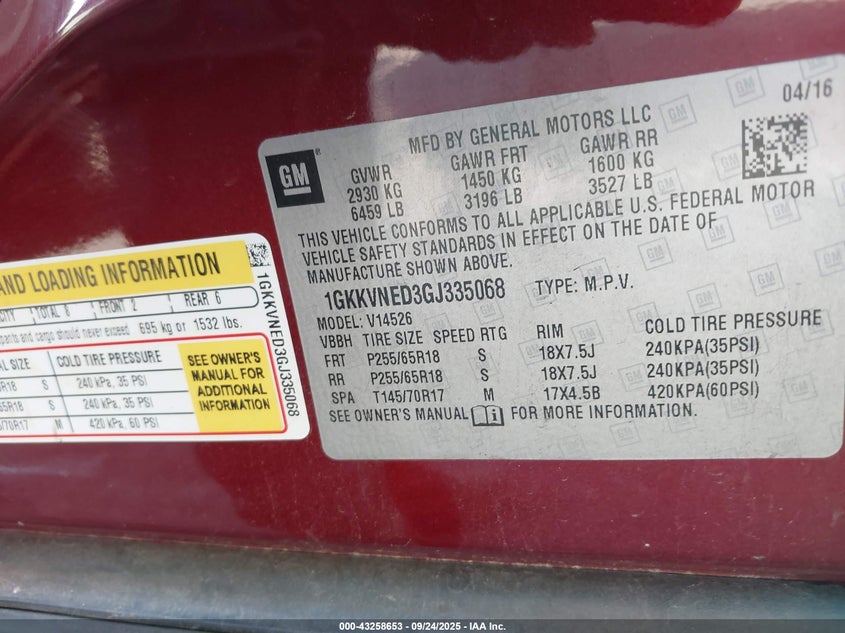 04/16
MFD BY GENERAL MOTORS LLC
GM
GVWR GAWR FRT GAWR RR
2930 KG 1450 KG 1600 KG
6459 LB 3196 LB 3527 LB
THIS VEHICLE CONFORMS TO ALL APPLICABLE U.S. FEDERAL MOTOR
VEHICLE SAFETY STANDARDS IN EFFECT ON THE DATE OF
MANUFACTURE SHOWN ABOVE.
1GKKVNED3GJ335068 TYPE: M.P.V.
MODEL: V14526
VBBH TIRE SIZE SPEED RTG RIM COLD TIRE PRESSURE
FRT P255/65R18 S 18X7.5J 240KPA(35PSI)
RR P255/65R18 S 18X7.5J 240KPA(35PSI)
SPA T145/70R17 M 17X4.5B 420KPA(60PSI)
SEE OWNER'S MANUAL FOR MORE INFORMATION.
AND LOADING INFORMATION
TOTAL 8 FRONT 2 REAR 6
and cargo should never exceed 695 kg or 1532 lbs.
SIZE COLD TIRE PRESSURE
R18 S 240 kPa, 35 PSI
5R18 S 240 kPa, 35 PSI
/70R17 M 420 kPa, 60 PSI
SEE OWNER'S
MANUAL FOR
ADDITIONAL
INFORMATION
1GKKVNED3GJ335068
000-43258653 - 09/24/2025 - IAA Inc.